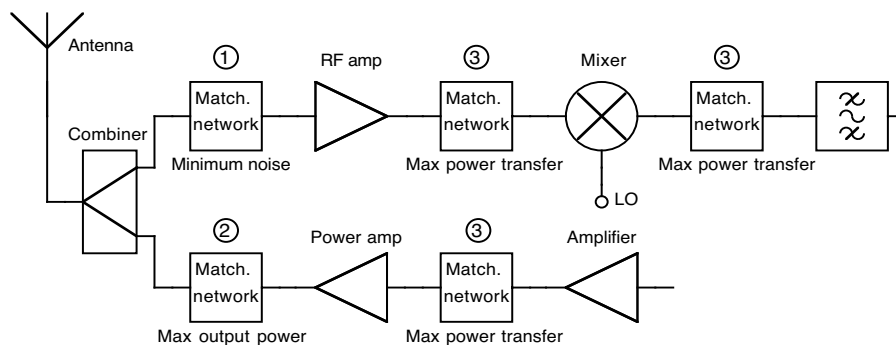 Antenna
①
RF amp
③
Mixer
③
Match.
network
Match.
network
Match.
network
Combiner
Minimum noise
Max power transfer
Max power transfer
LO
②
Power amp
③
Amplifier
Match.
network
Match.
network
Max output power
Max power transfer